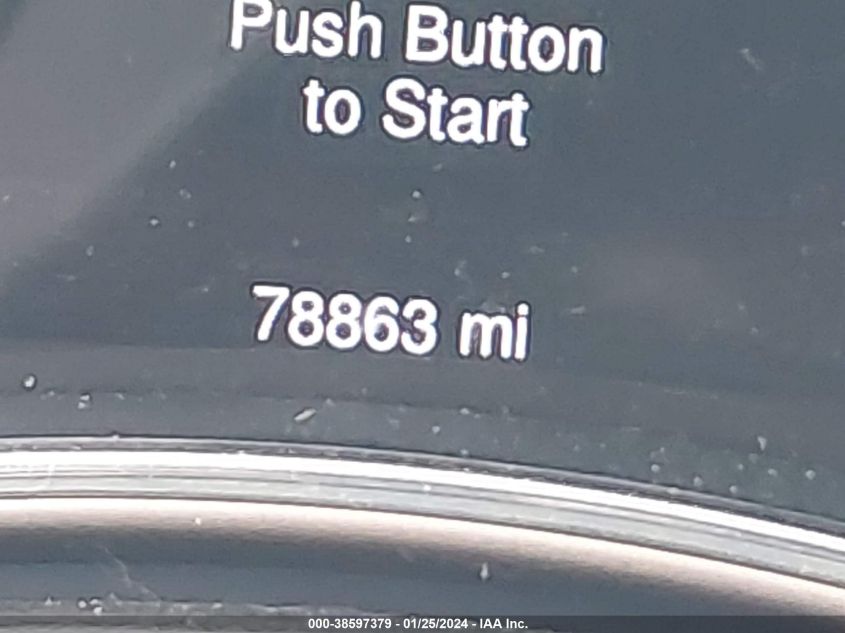 Push Button
to Start
78863 mi
000-38597379 - 01/25/2024 - IAA Inc.